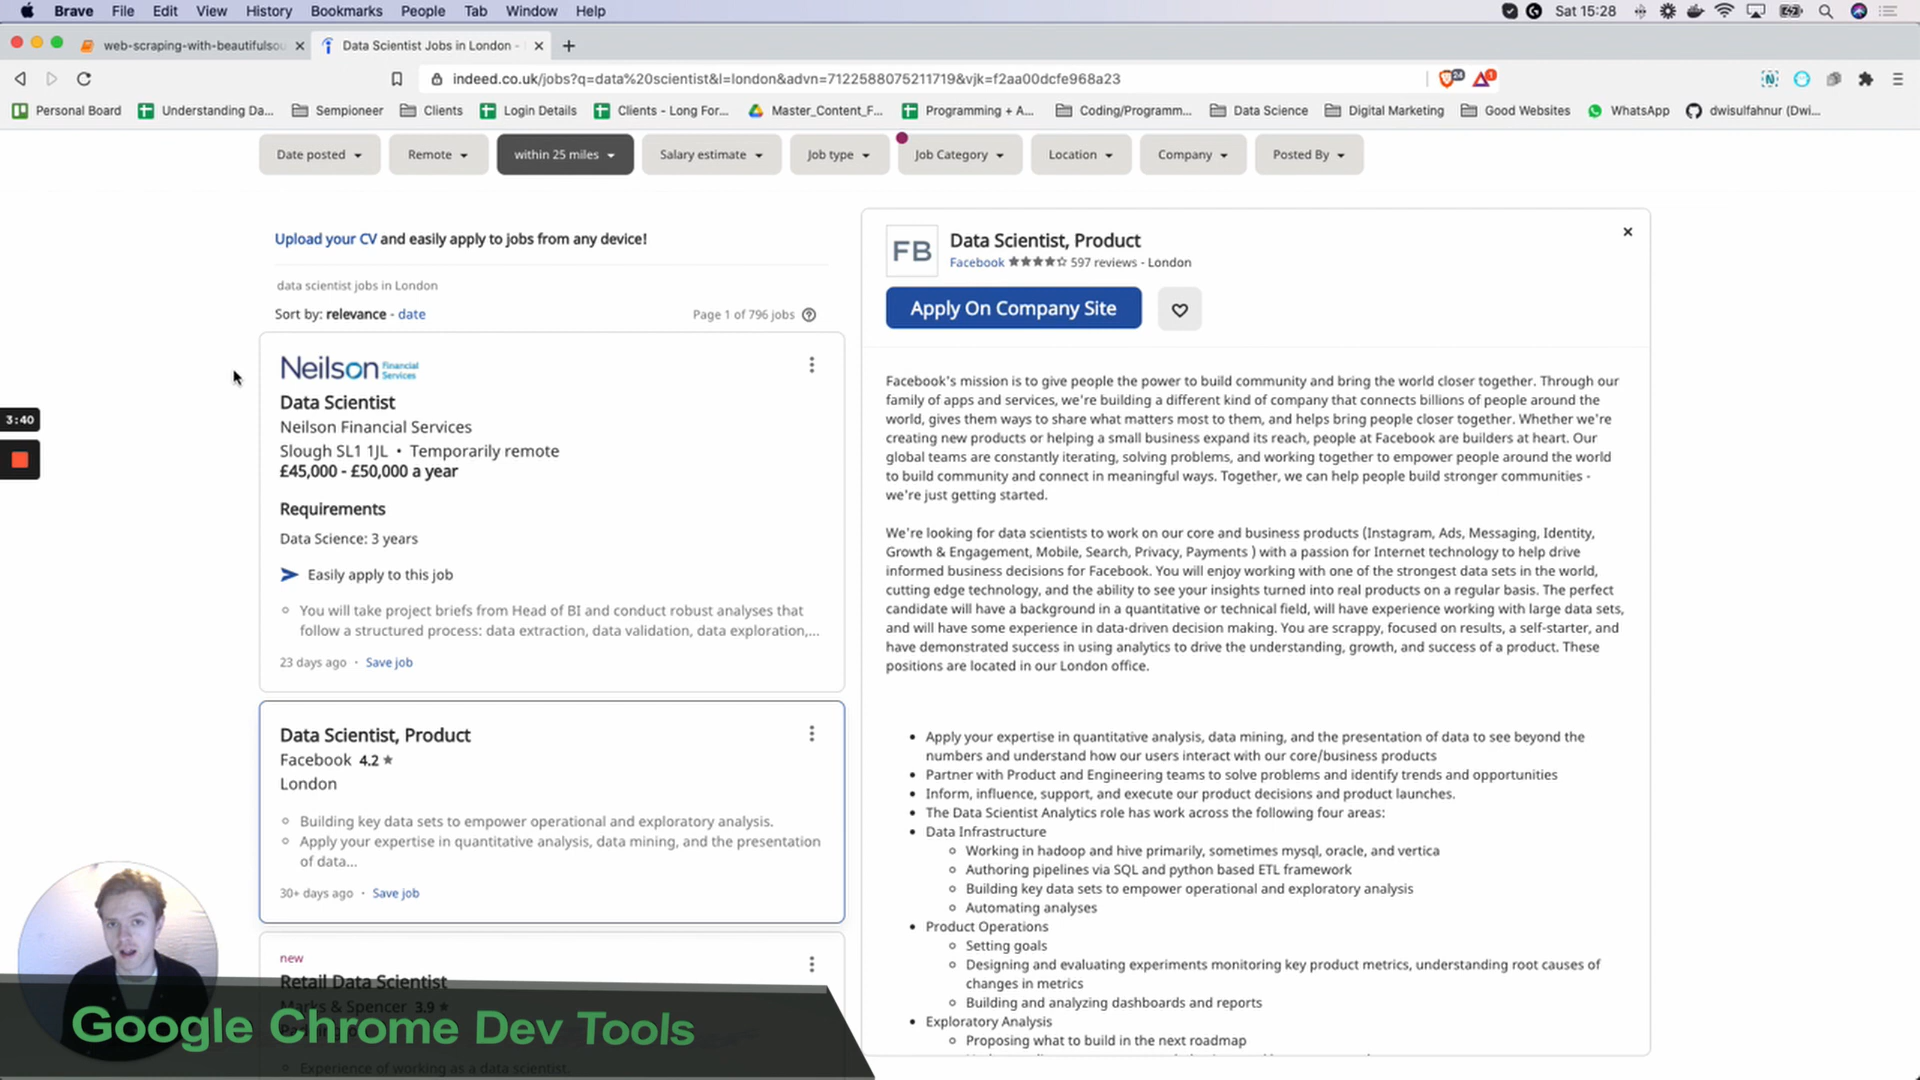 Brave File Edit View History Bookmarks People Tab Window Help Sat 15:28
web-scraping-with-beautifulsou Data Scientist Jobs in London -
indeed.co.uk/jobs?q=data%20scientist&l=london&advn=7122588075211719&vjk=f2aa00dcfe968a23 24 1
Personal Board Understanding Da... Sempioneer Clients Login Details Clients - Long For... Master_Content_F... Programming + A... Coding/Programm... Data Science Digital Marketing Good Websites WhatsApp dwisulfahnur (Dwi...
Date posted Remote within 25 miles Salary estimate Job type Job Category Location Company Posted By
Upload your CV and easily apply to jobs from any device!
data scientist jobs in London
Sort by: relevance - date Page 1 of 796 jobs
Neilson Financial Services
Data Scientist
Neilson Financial Services
Slough SL1 1JL • Temporarily remote
£45,000 - £50,000 a year
Requirements
Data Science: 3 years
Easily apply to this job
You will take project briefs from Head of BI and conduct robust analyses that
follow a structured process: data extraction, data validation, data exploration,...
23 days ago · Save job
Data Scientist, Product
Facebook 4.2 ★
London
Building key data sets to empower operational and exploratory analysis.
Apply your expertise in quantitative analysis, data mining, and the presentation
of data...
30+ days ago · Save job
new
Retail Data Scientist
Marks & Spencer 3.9 ★
Experience of working as a data scientist.
FB
Data Scientist, Product
Facebook ★★★★☆ 597 reviews - London
Apply On Company Site
Facebook's mission is to give people the power to build community and bring the world closer together. Through our
family of apps and services, we're building a different kind of company that connects billions of people around the
world, gives them ways to share what matters most to them, and helps bring people closer together. Whether we're
creating new products or helping a small business expand its reach, people at Facebook are builders at heart. Our
global teams are constantly iterating, solving problems, and working together to empower people around the world
to build community and connect in meaningful ways. Together, we can help people build stronger communities -
we're just getting started.
We're looking for data scientists to work on our core and business products (Instagram, Ads, Messaging, Identity,
Growth & Engagement, Mobile, Search, Privacy, Payments ) with a passion for Internet technology to help drive
informed business decisions for Facebook. You will enjoy working with one of the strongest data sets in the world,
cutting edge technology, and the ability to see your insights turned into real products on a regular basis. The perfect
candidate will have a background in a quantitative or technical field, will have experience working with large data sets,
and will have some experience in data-driven decision making. You are scrappy, focused on results, a self-starter, and
have demonstrated success in using analytics to drive the understanding, growth, and success of a product. These
positions are located in our London office.
• Apply your expertise in quantitative analysis, data mining, and the presentation of data to see beyond the
numbers and understand how our users interact with our core/business products
• Partner with Product and Engineering teams to solve problems and identify trends and opportunities
• Inform, influence, support, and execute our product decisions and product launches.
• The Data Scientist Analytics role has work across the following four areas:
• Data Infrastructure
Working in hadoop and hive primarily, sometimes mysql, oracle, and vertica
Authoring pipelines via SQL and python based ETL framework
Building key data sets to empower operational and exploratory analysis
Automating analyses
• Product Operations
Setting goals
Designing and evaluating experiments monitoring key product metrics, understanding root causes of
changes in metrics
Building and analyzing dashboards and reports
• Exploratory Analysis
Proposing what to build in the next roadmap
3:40
Google Chrome Dev Tools